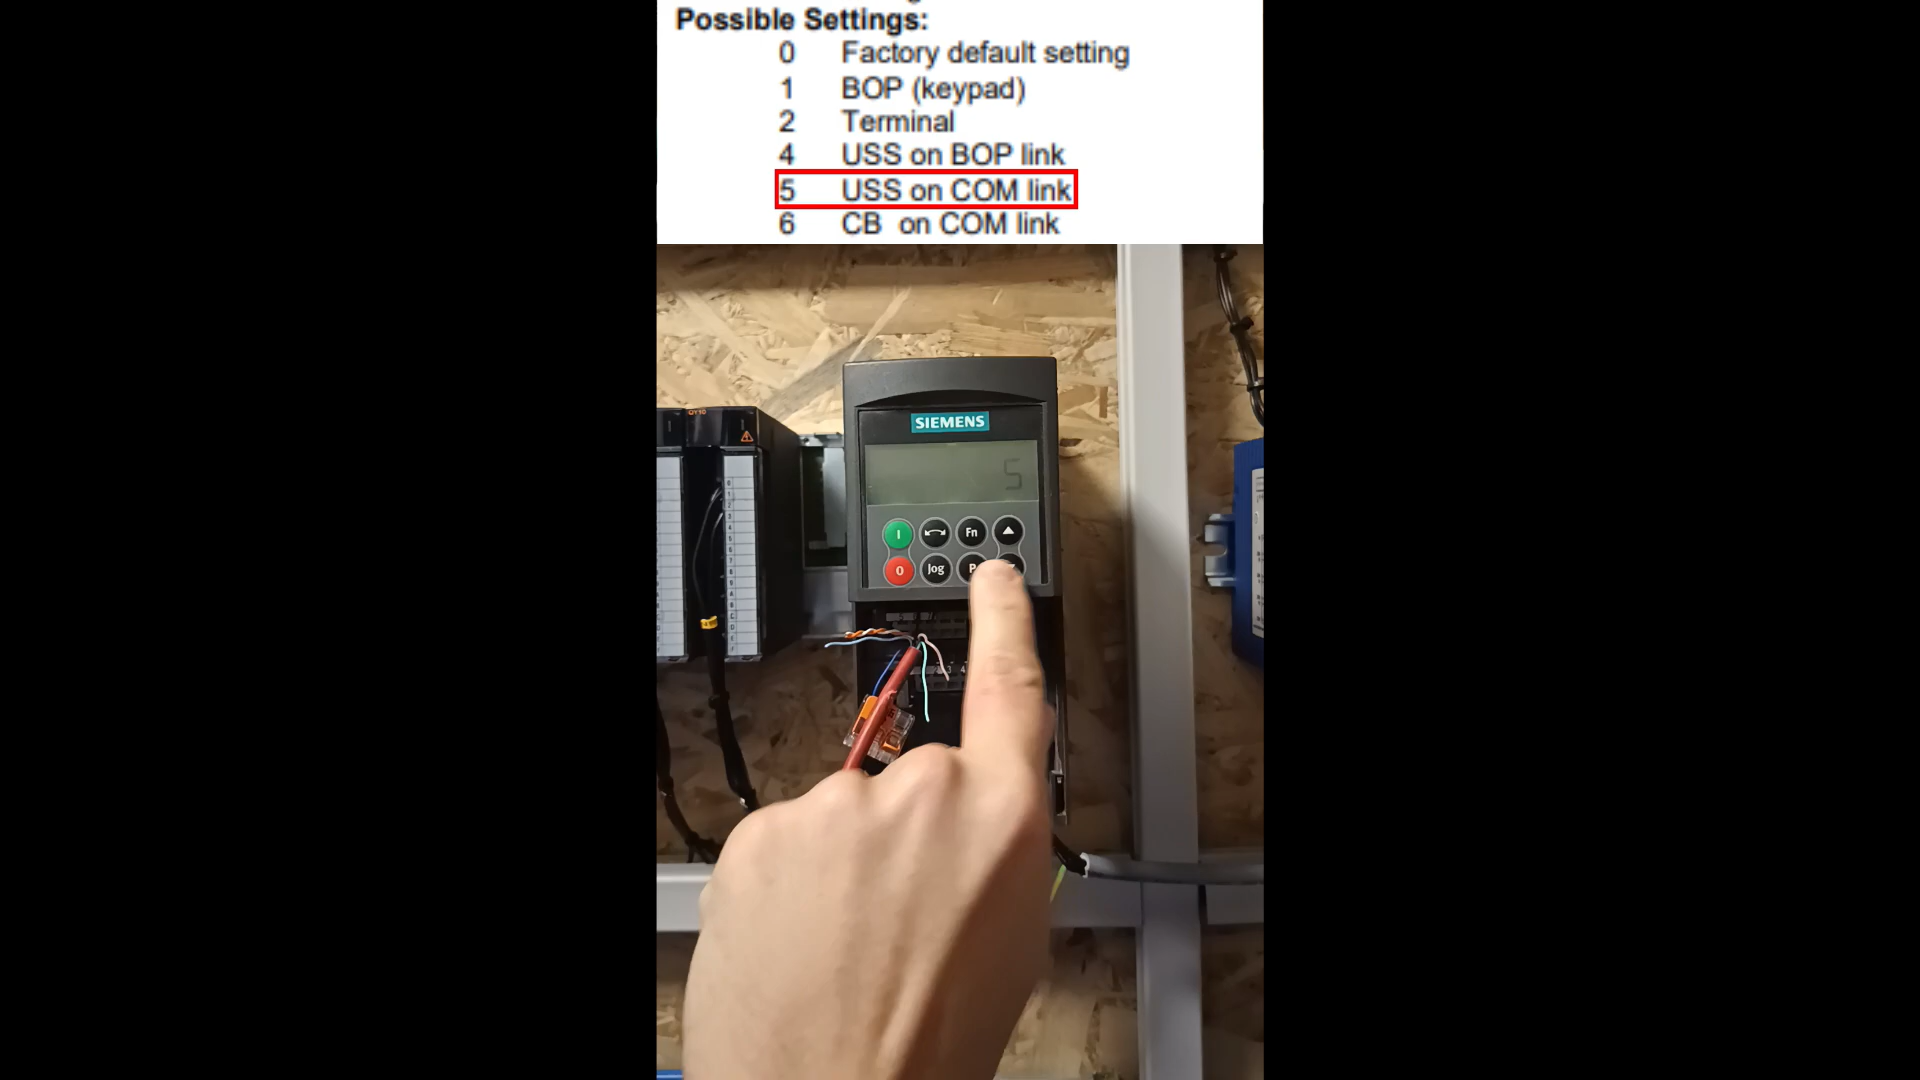 Possible Settings:
0 Factory default setting
1 BOP (keypad)
2 Terminal
4 USS on BOP link
5 USS on COM link
6 CB on COM link
QY10
SIEMENS
5
I
Fn
0
Jog
P